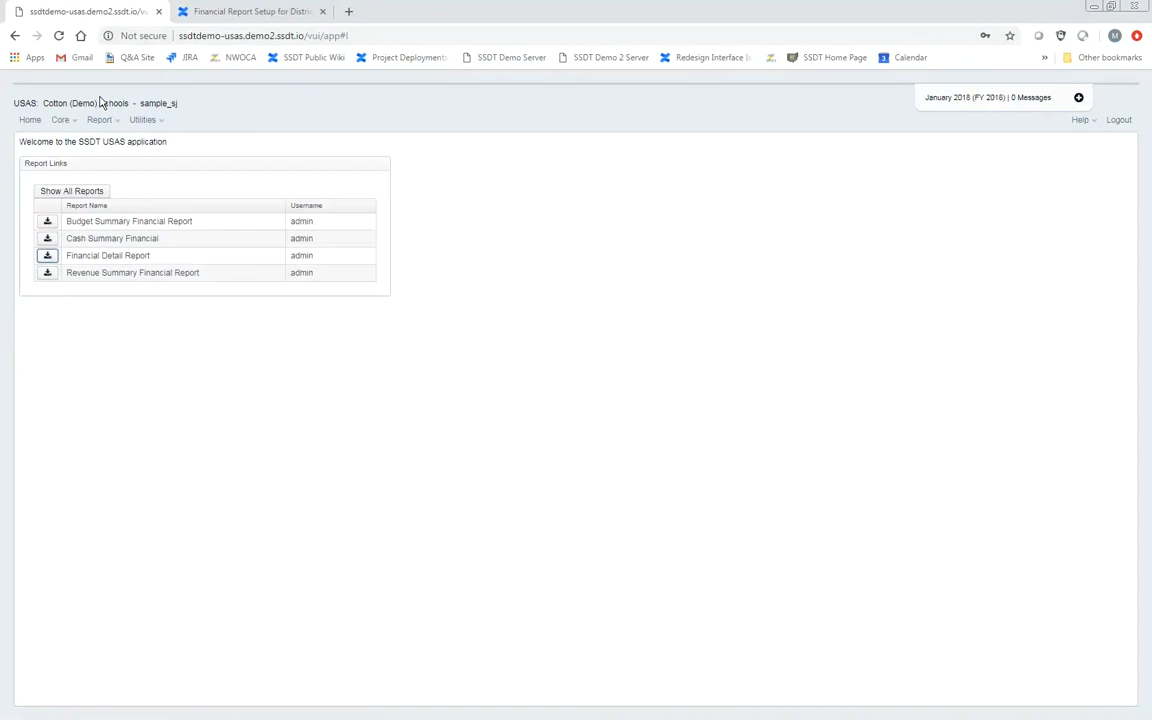 ssdtdemo-usas.demo2.ssdt.io/vu
Financial Report Setup for Distri
Not secure
ssdtdemo-usas.demo2.ssdt.io/vui/app#!
Apps
Gmail
Q&A Site
JIRA
NWOCA
SSDT Public Wiki
Project Deployments
SSDT Demo Server
SSDT Demo 2 Server
Redesign Interface
SSDT Home Page
Calendar
»
Other bookmarks
USAS: Cotton (Demo) - sample_sj
January 2018 (FY 2018) | 0 Messages
Home
Core
Report
Utilities
Help
Logout
Welcome to the SSDT USAS application
Report Links
Show All Reports
Report Name Username
Budget Summary Financial Report admin
Cash Summary Financial admin
Financial Detail Report admin
Revenue Summary Financial Report admin